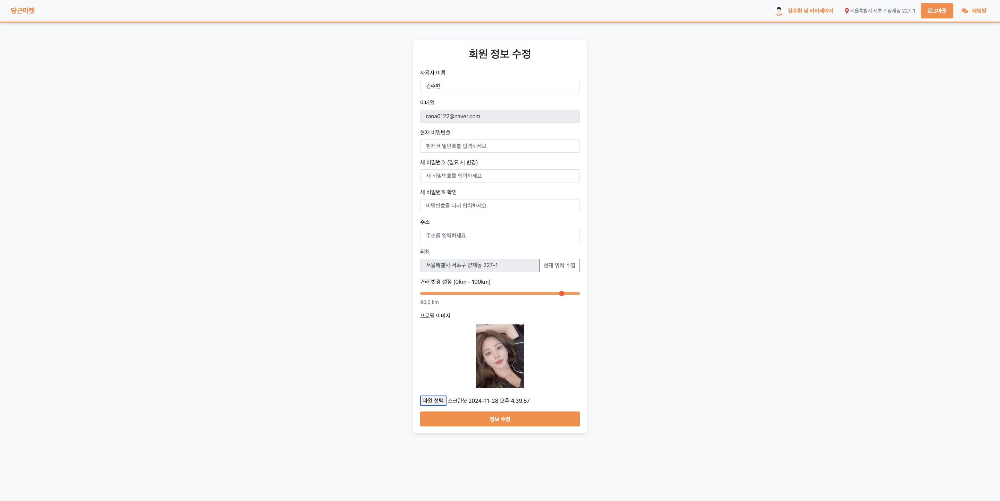 당근마켓
김수현 님 마이페이지
서울특별시 서초구 양재동 227-1
로그아웃
채팅방
회원 정보 수정
사용자 이름
김수현
이메일
rana0122@naver.com
현재 비밀번호
현재 비밀번호를 입력하세요
새 비밀번호 (필요 시 변경)
새 비밀번호를 입력하세요
새 비밀번호 확인
비밀번호를 다시 입력하세요
주소
주소를 입력하세요
위치
서울특별시 서초구 양재동 227-1
현재 위치 수집
거래 반경 설정 (0km - 100km)
90.0 km
프로필 이미지
파일 선택 스크린샷 2024-11-28 오후 4.39.57
정보 수정